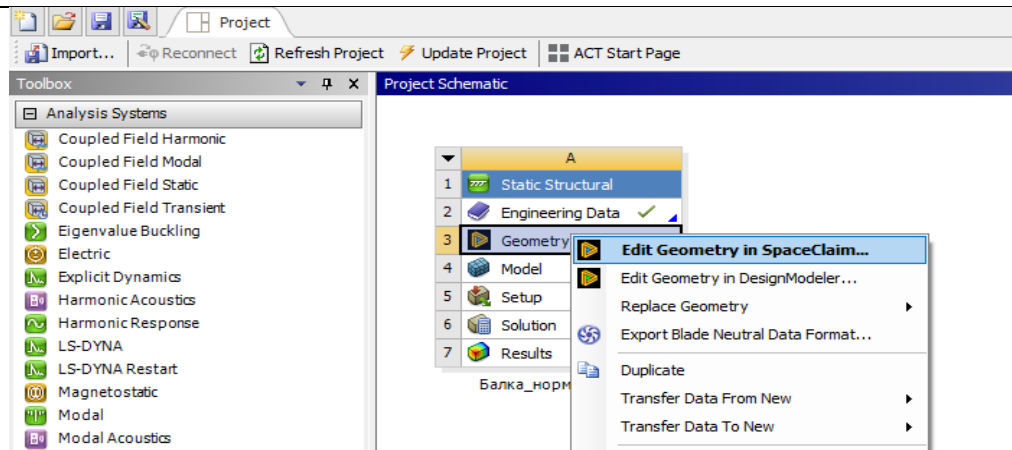 Project
Import... Reconnect Refresh Project Update Project ACT Start Page
Toolbox
Project Schematic
Analysis Systems
Coupled Field Harmonic
Coupled Field Modal
Coupled Field Static
Coupled Field Transient
Eigenvalue Buckling
Electric
Explicit Dynamics
Harmonic Acoustics
Harmonic Response
LS-DYNA
LS-DYNA Restart
Magnetostatic
Modal
Modal Acoustics
A
1 Static Structural
2 Engineering Data
3 Geometry
4 Model
5 Setup
6 Solution
7 Results
Балка_норм
Edit Geometry in SpaceClaim...
Edit Geometry in DesignModeler...
Replace Geometry
Export Blade Neutral Data Format...
Duplicate
Transfer Data From New
Transfer Data To New